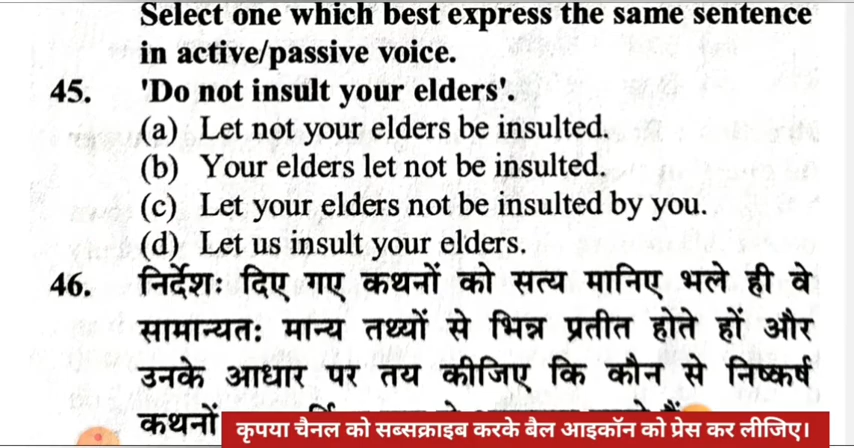 Select one which best express the same sentence
in active/passive voice.
45. 'Do not insult your elders'.
(a) Let not your elders be insulted.
(b) Your elders let not be insulted.
(c) Let your elders not be insulted by you.
(d) Let us insult your elders.
46. निर्देशः दिए गए कथनों को सत्य मानिए भले ही वे
सामान्यतः मान्य तथ्यों से भिन्न प्रतीत होते हों और
उनके आधार पर तय कीजिए कि कौन से निष्कर्ष
कथनों
कृपया चैनल को सब्सक्राइब करके बैल आइकॉन को प्रेस कर लीजिए।